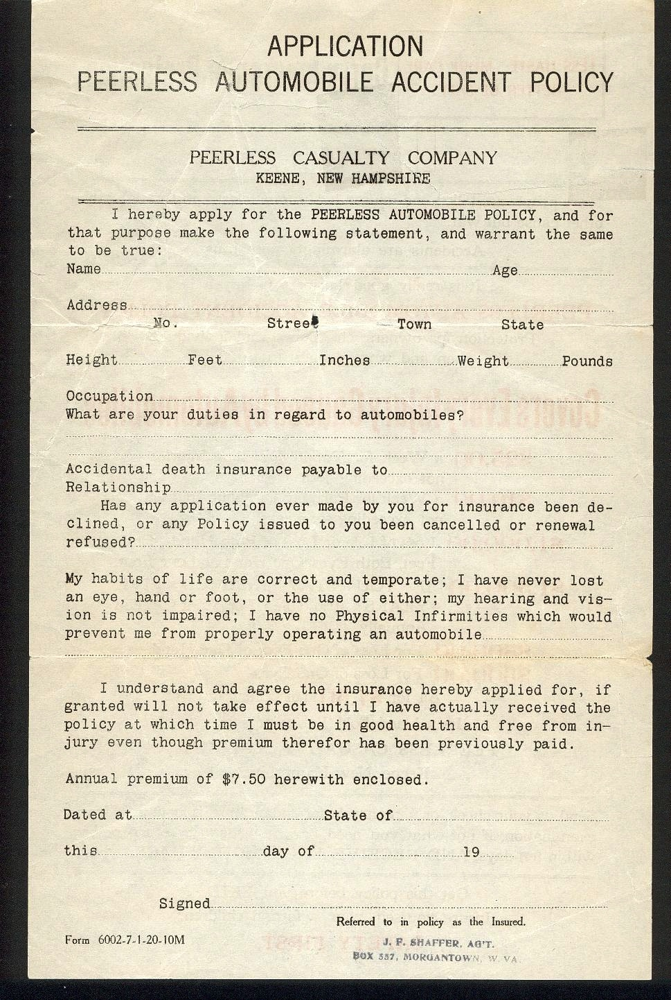 APPLICATION
PEERLESS AUTOMOBILE ACCIDENT POLICY
PEERLESS CASUALTY COMPANY
KEENE, NEW HAMPSHIRE
I hereby apply for the PEERLESS AUTOMOBILE POLICY, and for
that purpose make the following statement, and warrant the same
to be true:
Name Age
Address
No. Street Town State
Height Feet Inches Weight Pounds
Occupation
What are your duties in regard to automobiles?
Accidental death insurance payable to
Relationship
Has any application ever made by you for insurance been de-
clined, or any Policy issued to you been cancelled or renewal
refused?
My habits of life are correct and temporate; I have never lost
an eye, hand or foot, or the use of either; my hearing and vis-
ion is not impaired; I have no Physical Infirmities which would
prevent me from properly operating an automobile
I understand and agree the insurance hereby applied for, if
granted will not take effect until I have actually received the
policy at which time I must be in good health and free from in-
jury even though premium therefor has been previously paid.
Annual premium of $7.50 herewith enclosed.
Dated at State of
this day of 19
Signed
Referred to in policy as the Insured.
Form 6002-7-1-20-10M
J. F. SHAFFER, AG'T.
BOX 557, MORGANTOWN, W. VA.